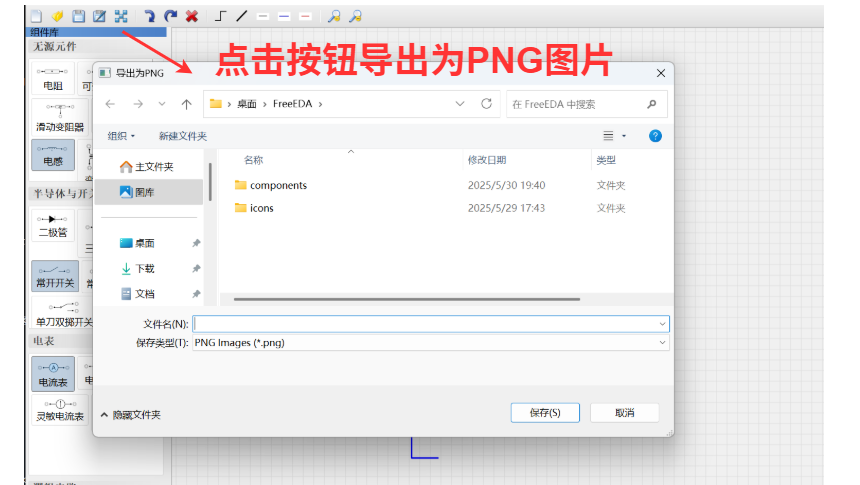 组件库
无源元件
点击按钮导出为PNG图片
导出为PNG
电阻
可
桌面
FreeEDA
在 FreeEDA 中搜索
滑动变阻器
组织
新建文件夹
电感
主文件夹
图库
名称
修改日期
类型
components
2025/5/30 19:40
文件夹
icons
2025/5/29 17:43
文件夹
半导体与开
二极管
三
桌面
下载
文档
常开开关
常
单刀双掷开关
文件名(N):
保存类型(T):
PNG Images (*.png)
电表
电流表
电
灵敏电流表
隐藏文件夹
保存(S)
取消